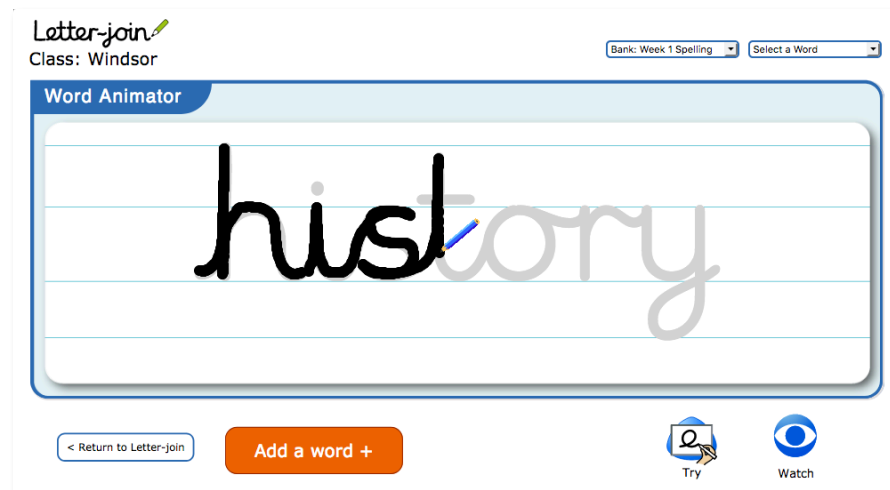 Letter-join
Class: Windsor
Bank: Week 1 Spelling
Select a Word
Word Animator
history
< Return to Letter-join
Add a word +
Try
Watch